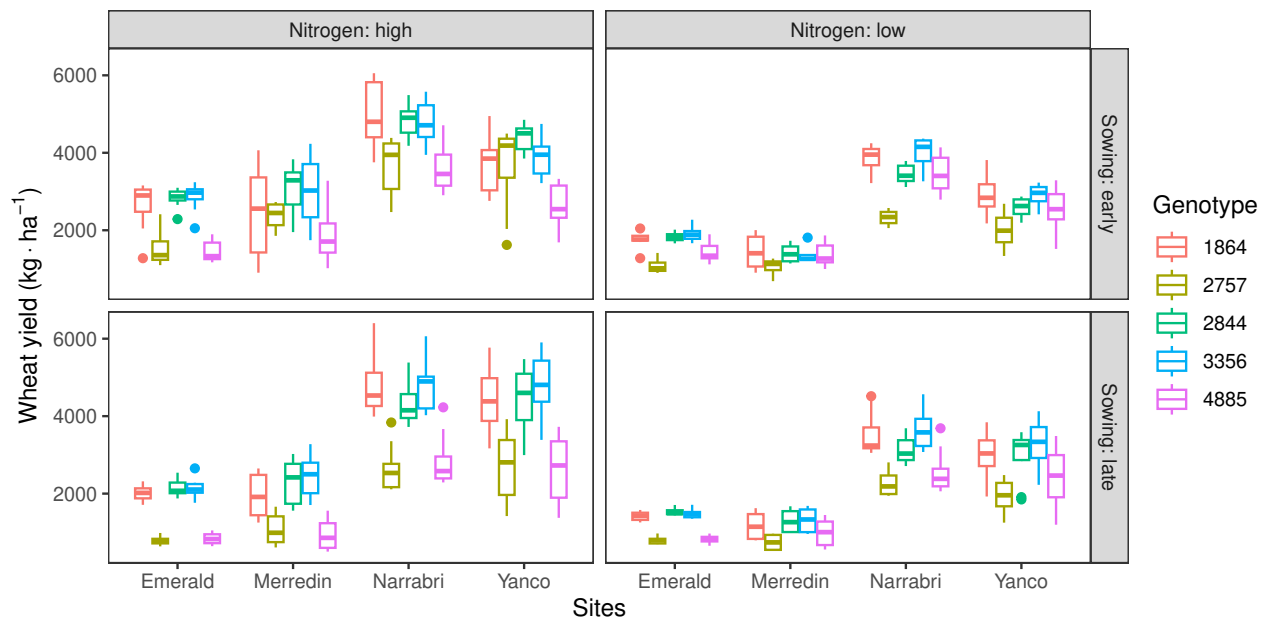 Nitrogen: high
Nitrogen: low
6000
4000
2000
Sowing: early
6000
4000
2000
Sowing: late
Wheat yield (kg · ha⁻¹)
Emerald Merredin Narrabri Yanco
Emerald Merredin Narrabri Yanco
Sites
Genotype
1864
2757
2844
3356
4885